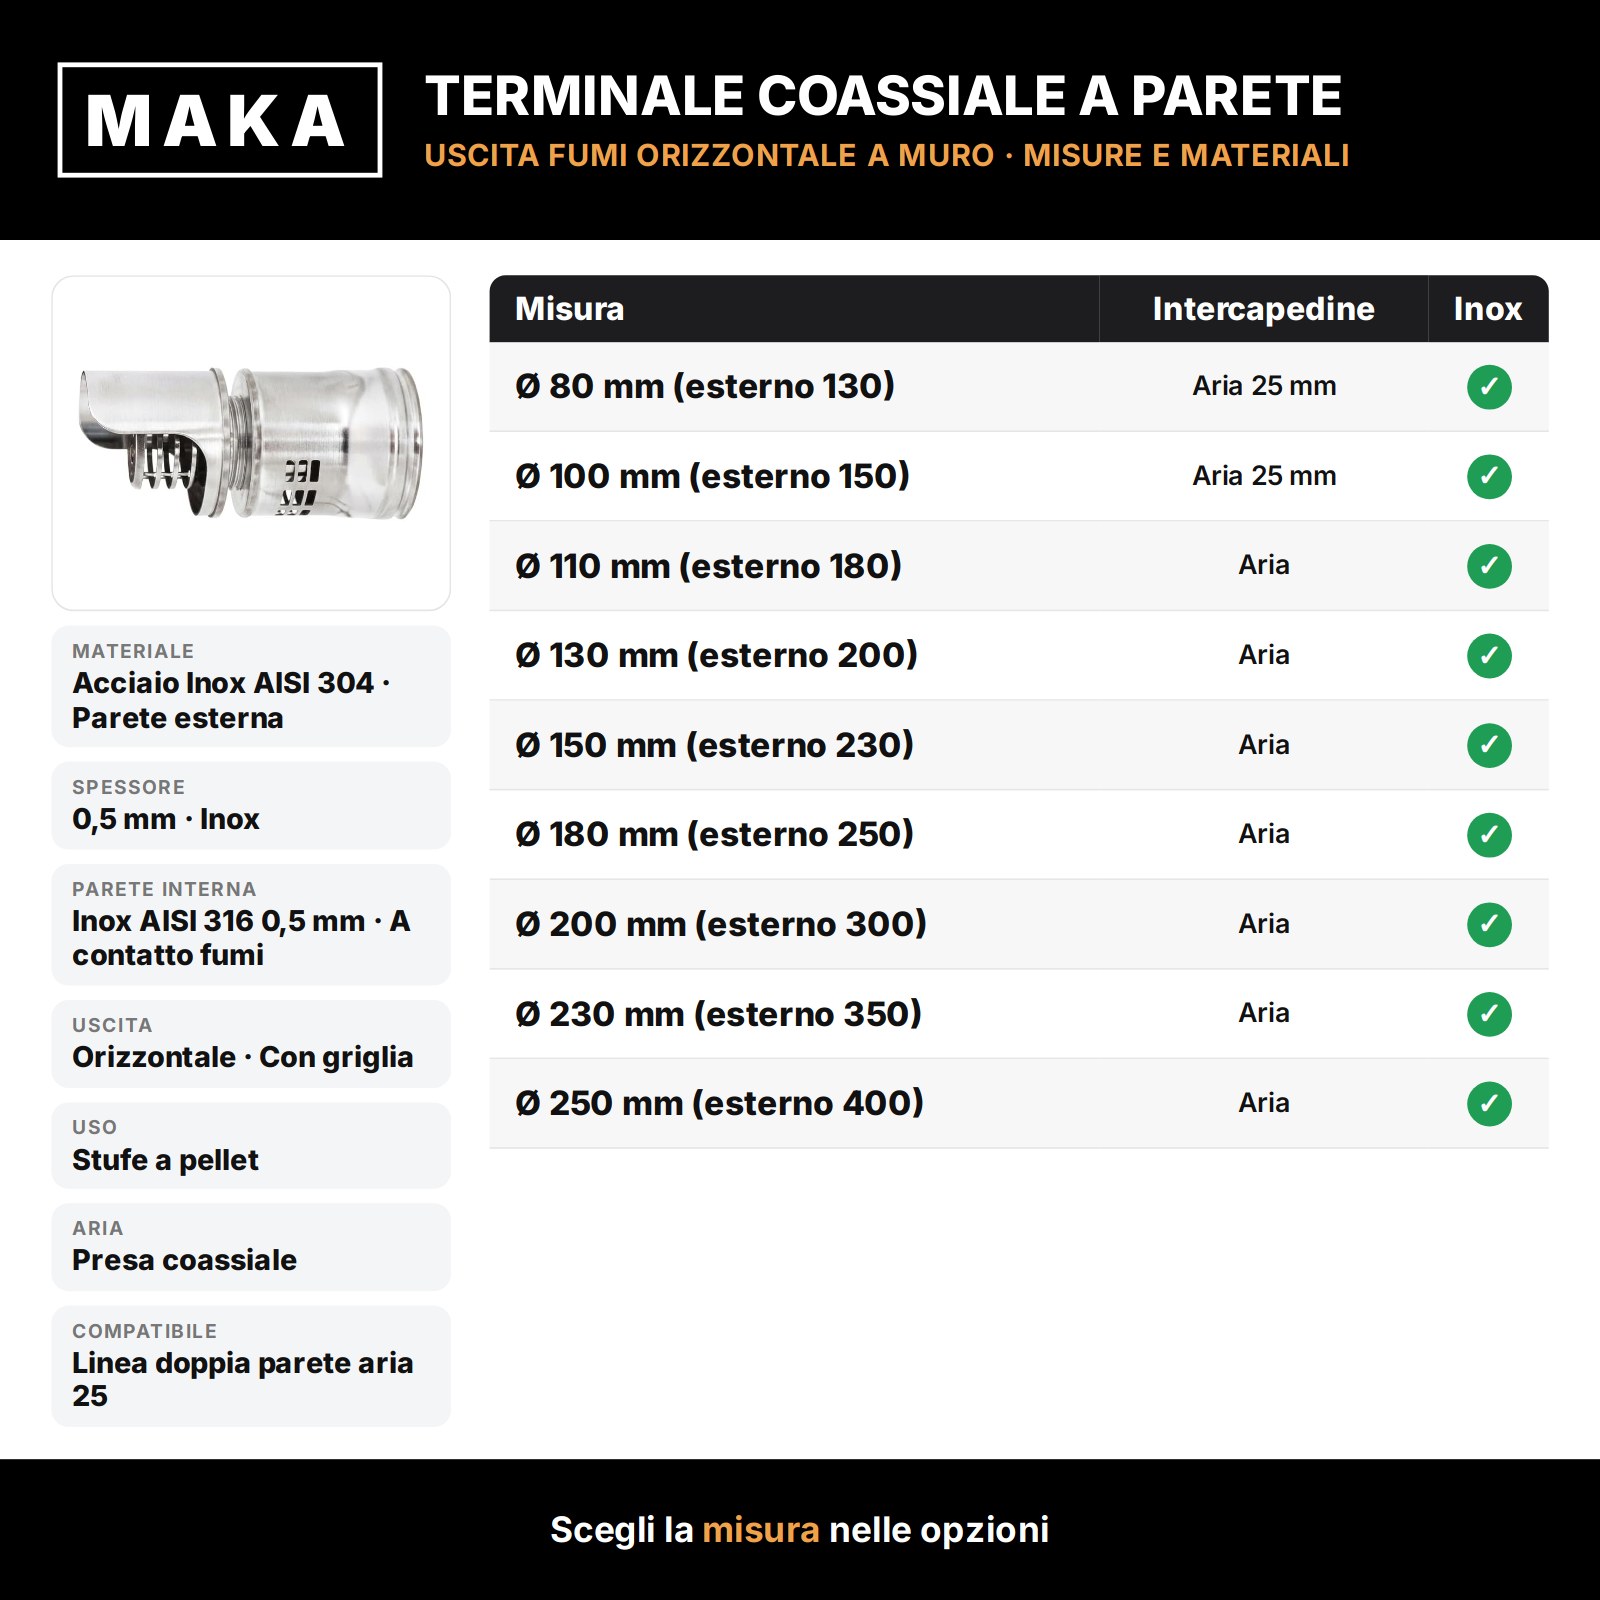 MAKA
TERMINALE COASSIALE A PARETE
USCITA FUMI ORIZZONTALE A MURO · MISURE E MATERIALI
MATERIALE
Acciaio Inox AISI 304 ·
Parete esterna
SPESSORE
0,5 mm · Inox
PARETE INTERNA
Inox AISI 316 0,5 mm · A
contatto fumi
USCITA
Orizzontale · Con griglia
USO
Stufe a pellet
ARIA
Presa coassiale
COMPATIBILE
Linea doppia parete aria
25
Misura Intercapedine Inox
Ø 80 mm (esterno 130) Aria 25 mm ✓
Ø 100 mm (esterno 150) Aria 25 mm ✓
Ø 110 mm (esterno 180) Aria ✓
Ø 130 mm (esterno 200) Aria ✓
Ø 150 mm (esterno 230) Aria ✓
Ø 180 mm (esterno 250) Aria ✓
Ø 200 mm (esterno 300) Aria ✓
Ø 230 mm (esterno 350) Aria ✓
Ø 250 mm (esterno 400) Aria ✓
Scegli la misura nelle opzioni